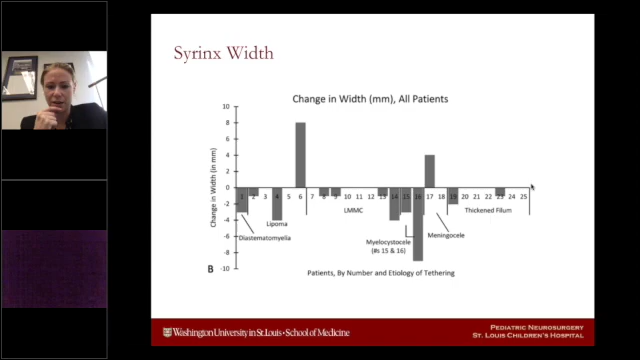 Syrinx Width
Change in Width (mm), All Patients
Change in Width (in mm)
10
8
6
4
2
0
-2
-4
-6
-8
-10
1 2 3 4 5 6 7 8 9 10 11 12 13 14 15 16 17 18 19 20 21 22 23 24 25
Lipoma
LMMC
Thickened Filum
Diastematomyelia
Myelocystocele
(#s 15 & 16)
Meningocele
B
Patients, By Number and Etiology of Tethering
Washington University in St. Louis • School of Medicine
Pediatric Neurosurgery
St. Louis Children's Hospital